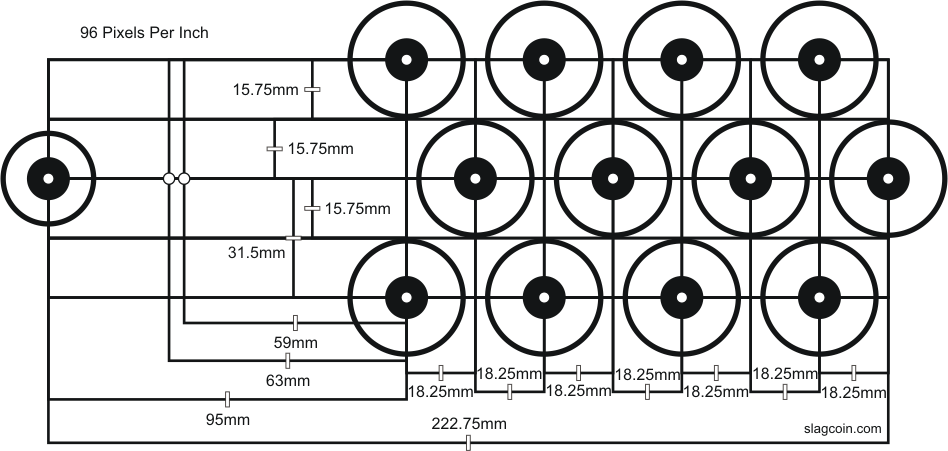 96 Pixels Per Inch
15.75mm
15.75mm
15.75mm
31.5mm
59mm
63mm
18.25mm 18.25mm 18.25mm
18.25mm 18.25mm 18.25mm 18.25mm
95mm
222.75mm
slagcoin.com